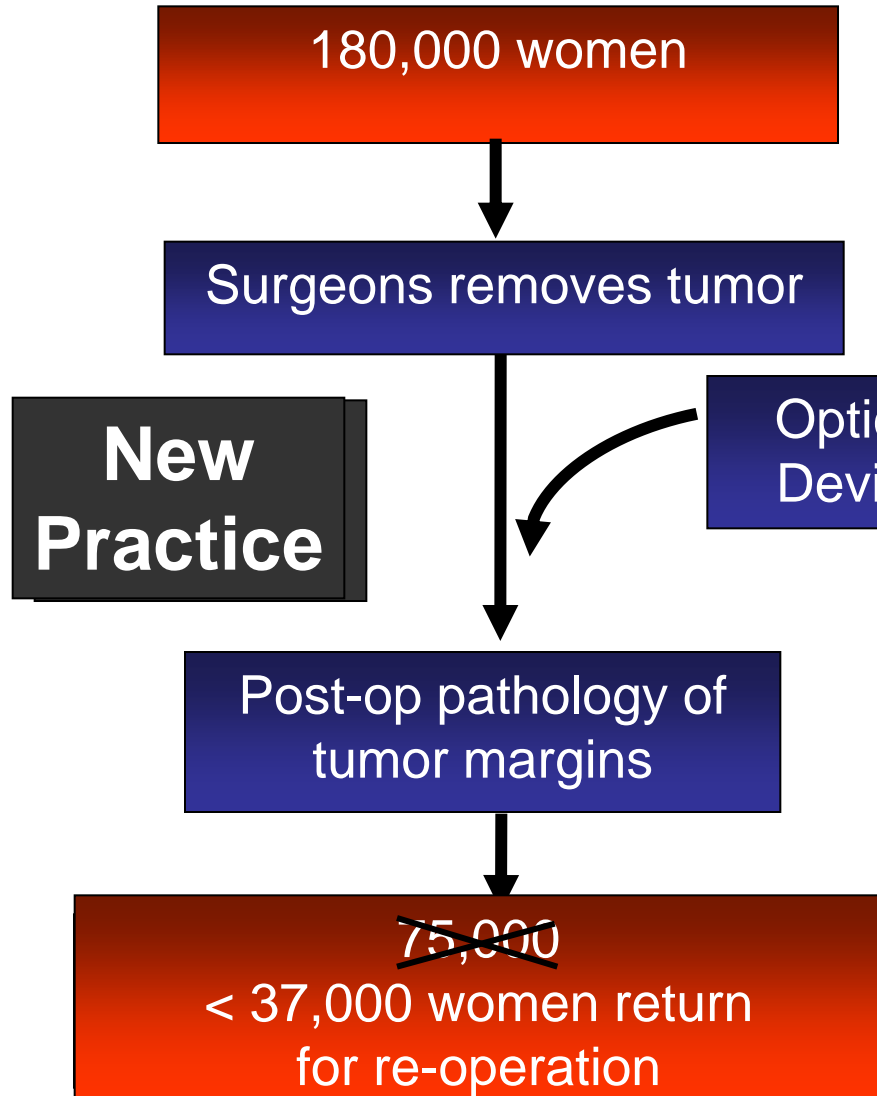 180,000 women
Surgeons removes tumor
New
Practice
Post-op pathology of
tumor margins
75,000
< 37,000 women return
for re-operation